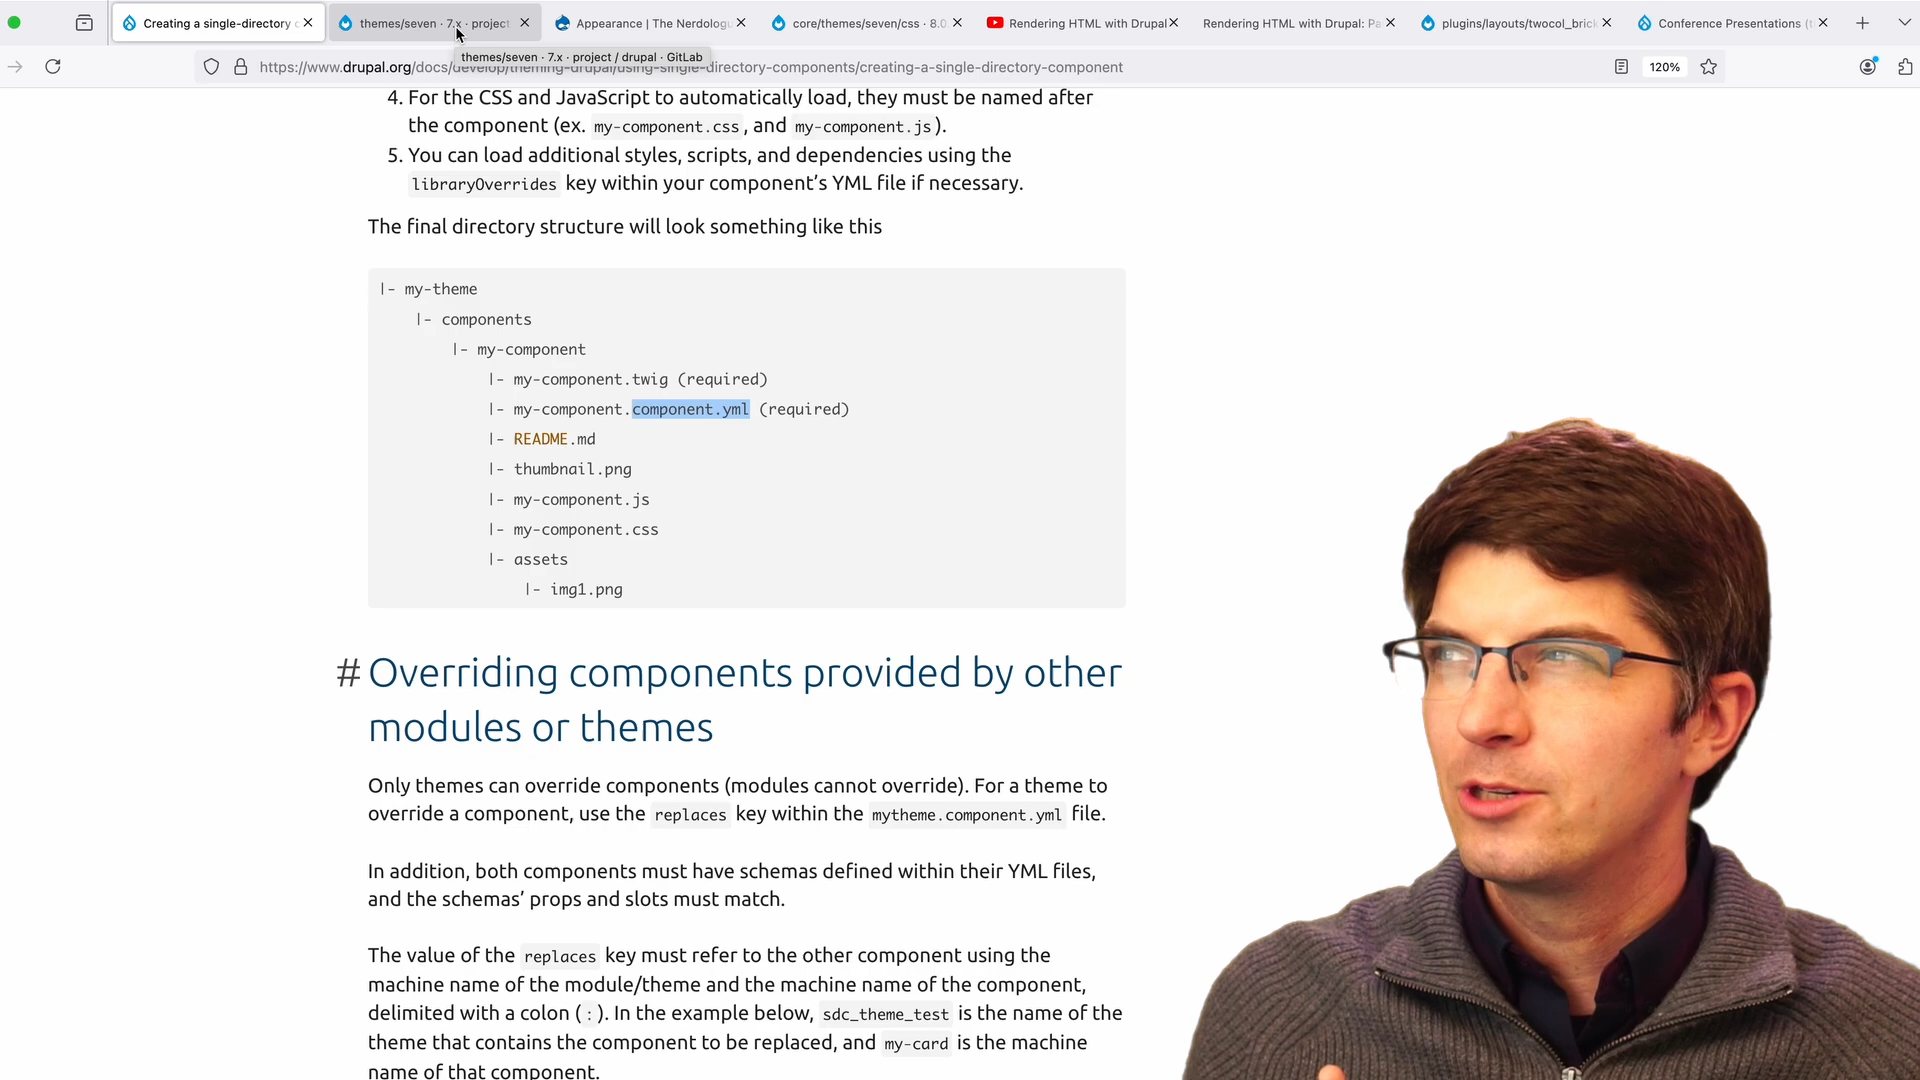 Creating a single-directory c
themes/seven · 7.x · project
Appearance | The Nerdologu
core/themes/seven/css · 8.0
Rendering HTML with Drupal
Rendering HTML with Drupal: Pa
plugins/layouts/twocol_bric
Conference Presentations (
themes/seven · 7.x · project / drupal · GitLab
https://www.drupal.org/docs/develop/theming-drupal/using-single-directory-components/creating-a-single-directory-component
120%
4. For the CSS and JavaScript to automatically load, they must be named after
the component (ex. my-component.css, and my-component.js).
5. You can load additional styles, scripts, and dependencies using the
libraryOverrides key within your component’s YML file if necessary.
The final directory structure will look something like this
|- my-theme
|- components
|- my-component
|- my-component.twig (required)
|- my-component.component.yml (required)
|- README.md
|- thumbnail.png
|- my-component.js
|- my-component.css
|- assets
|- img1.png
# Overriding components provided by other
modules or themes
Only themes can override components (modules cannot override). For a theme to
override a component, use the replaces key within the mytheme.component.yml file.
In addition, both components must have schemas defined within their YML files,
and the schemas’ props and slots must match.
The value of the replaces key must refer to the other component using the
machine name of the module/theme and the machine name of the component,
delimited with a colon ( : ). In the example below, sdc_theme_test is the name of the
theme that contains the component to be replaced, and my-card is the machine
name of that component.